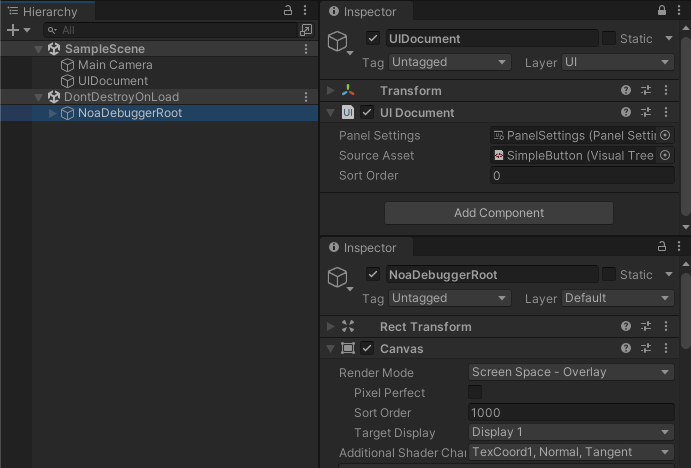 Hierarchy
All
SampleScene
Main Camera
UIDocument
DontDestroyOnLoad
NoaDebuggerRoot
Inspector
UIDocument
Static
Tag Untagged Layer UI
Transform
UI Document
Panel Settings PanelSettings (Panel Settin
Source Asset SimpleButton (Visual Tree
Sort Order 0
Add Component
Inspector
NoaDebuggerRoot
Static
Tag Untagged Layer Default
Rect Transform
Canvas
Render Mode Screen Space - Overlay
Pixel Perfect
Sort Order 1000
Target Display Display 1
Additional Shader Chan TexCoord1, Normal, Tangent